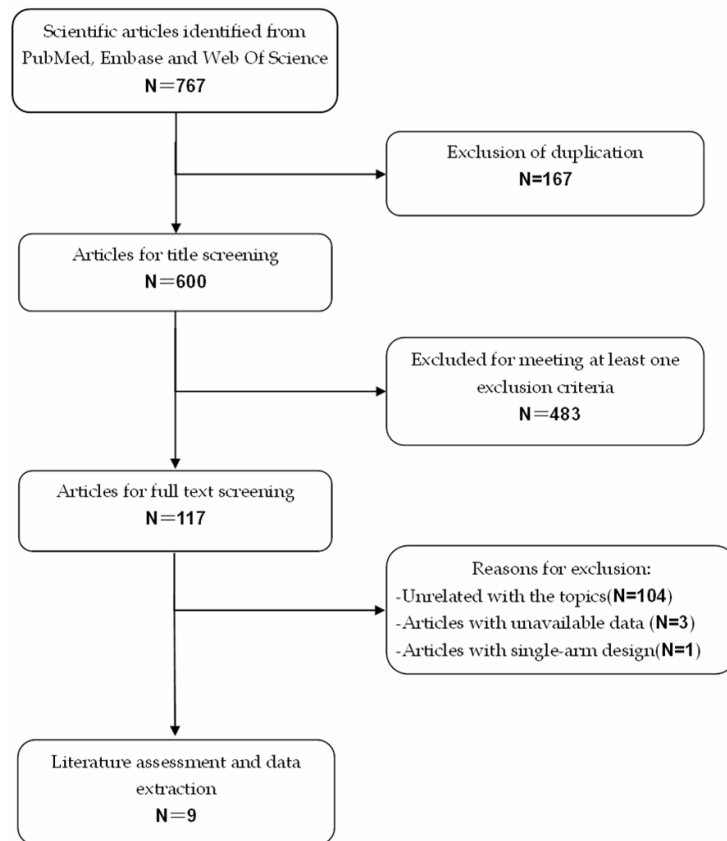 Scientific articles identified from
PubMed, Embase and Web Of Science
N=767
Exclusion of duplication
N=167
Articles for title screening
N=600
Excluded for meeting at least one
exclusion criteria
N=483
Articles for full text screening
N=117
Reasons for exclusion:
-Unrelated with the topics(N=104)
-Articles with unavailable data (N=3)
-Articles with single-arm design(N=1)
Literature assessment and data
extraction
N=9